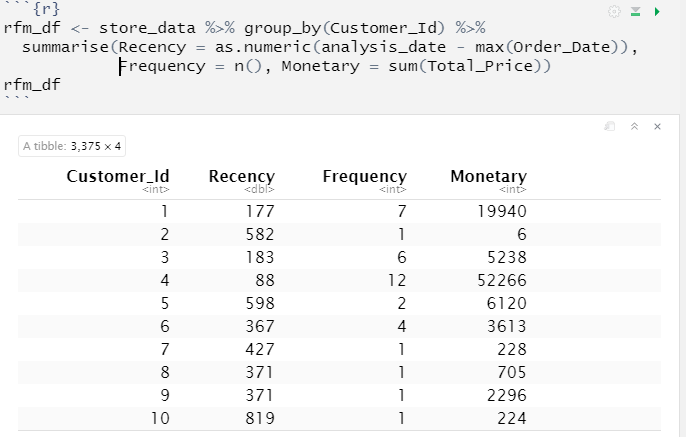 ```{r}
rfm_df <- store_data %>% group_by(Customer_Id) %>%
summarise(Recency = as.numeric(analysis_date - max(Order_Date)),
Frequency = n(), Monetary = sum(Total_Price))
rfm_df
```
A tibble: 3,375 × 4
Customer_Id Recency Frequency Monetary
<int> <dbl> <int> <int>
1 177 7 19940
2 582 1 6
3 183 6 5238
4 88 12 52266
5 598 2 6120
6 367 4 3613
7 427 1 228
8 371 1 705
9 371 1 2296
10 819 1 224